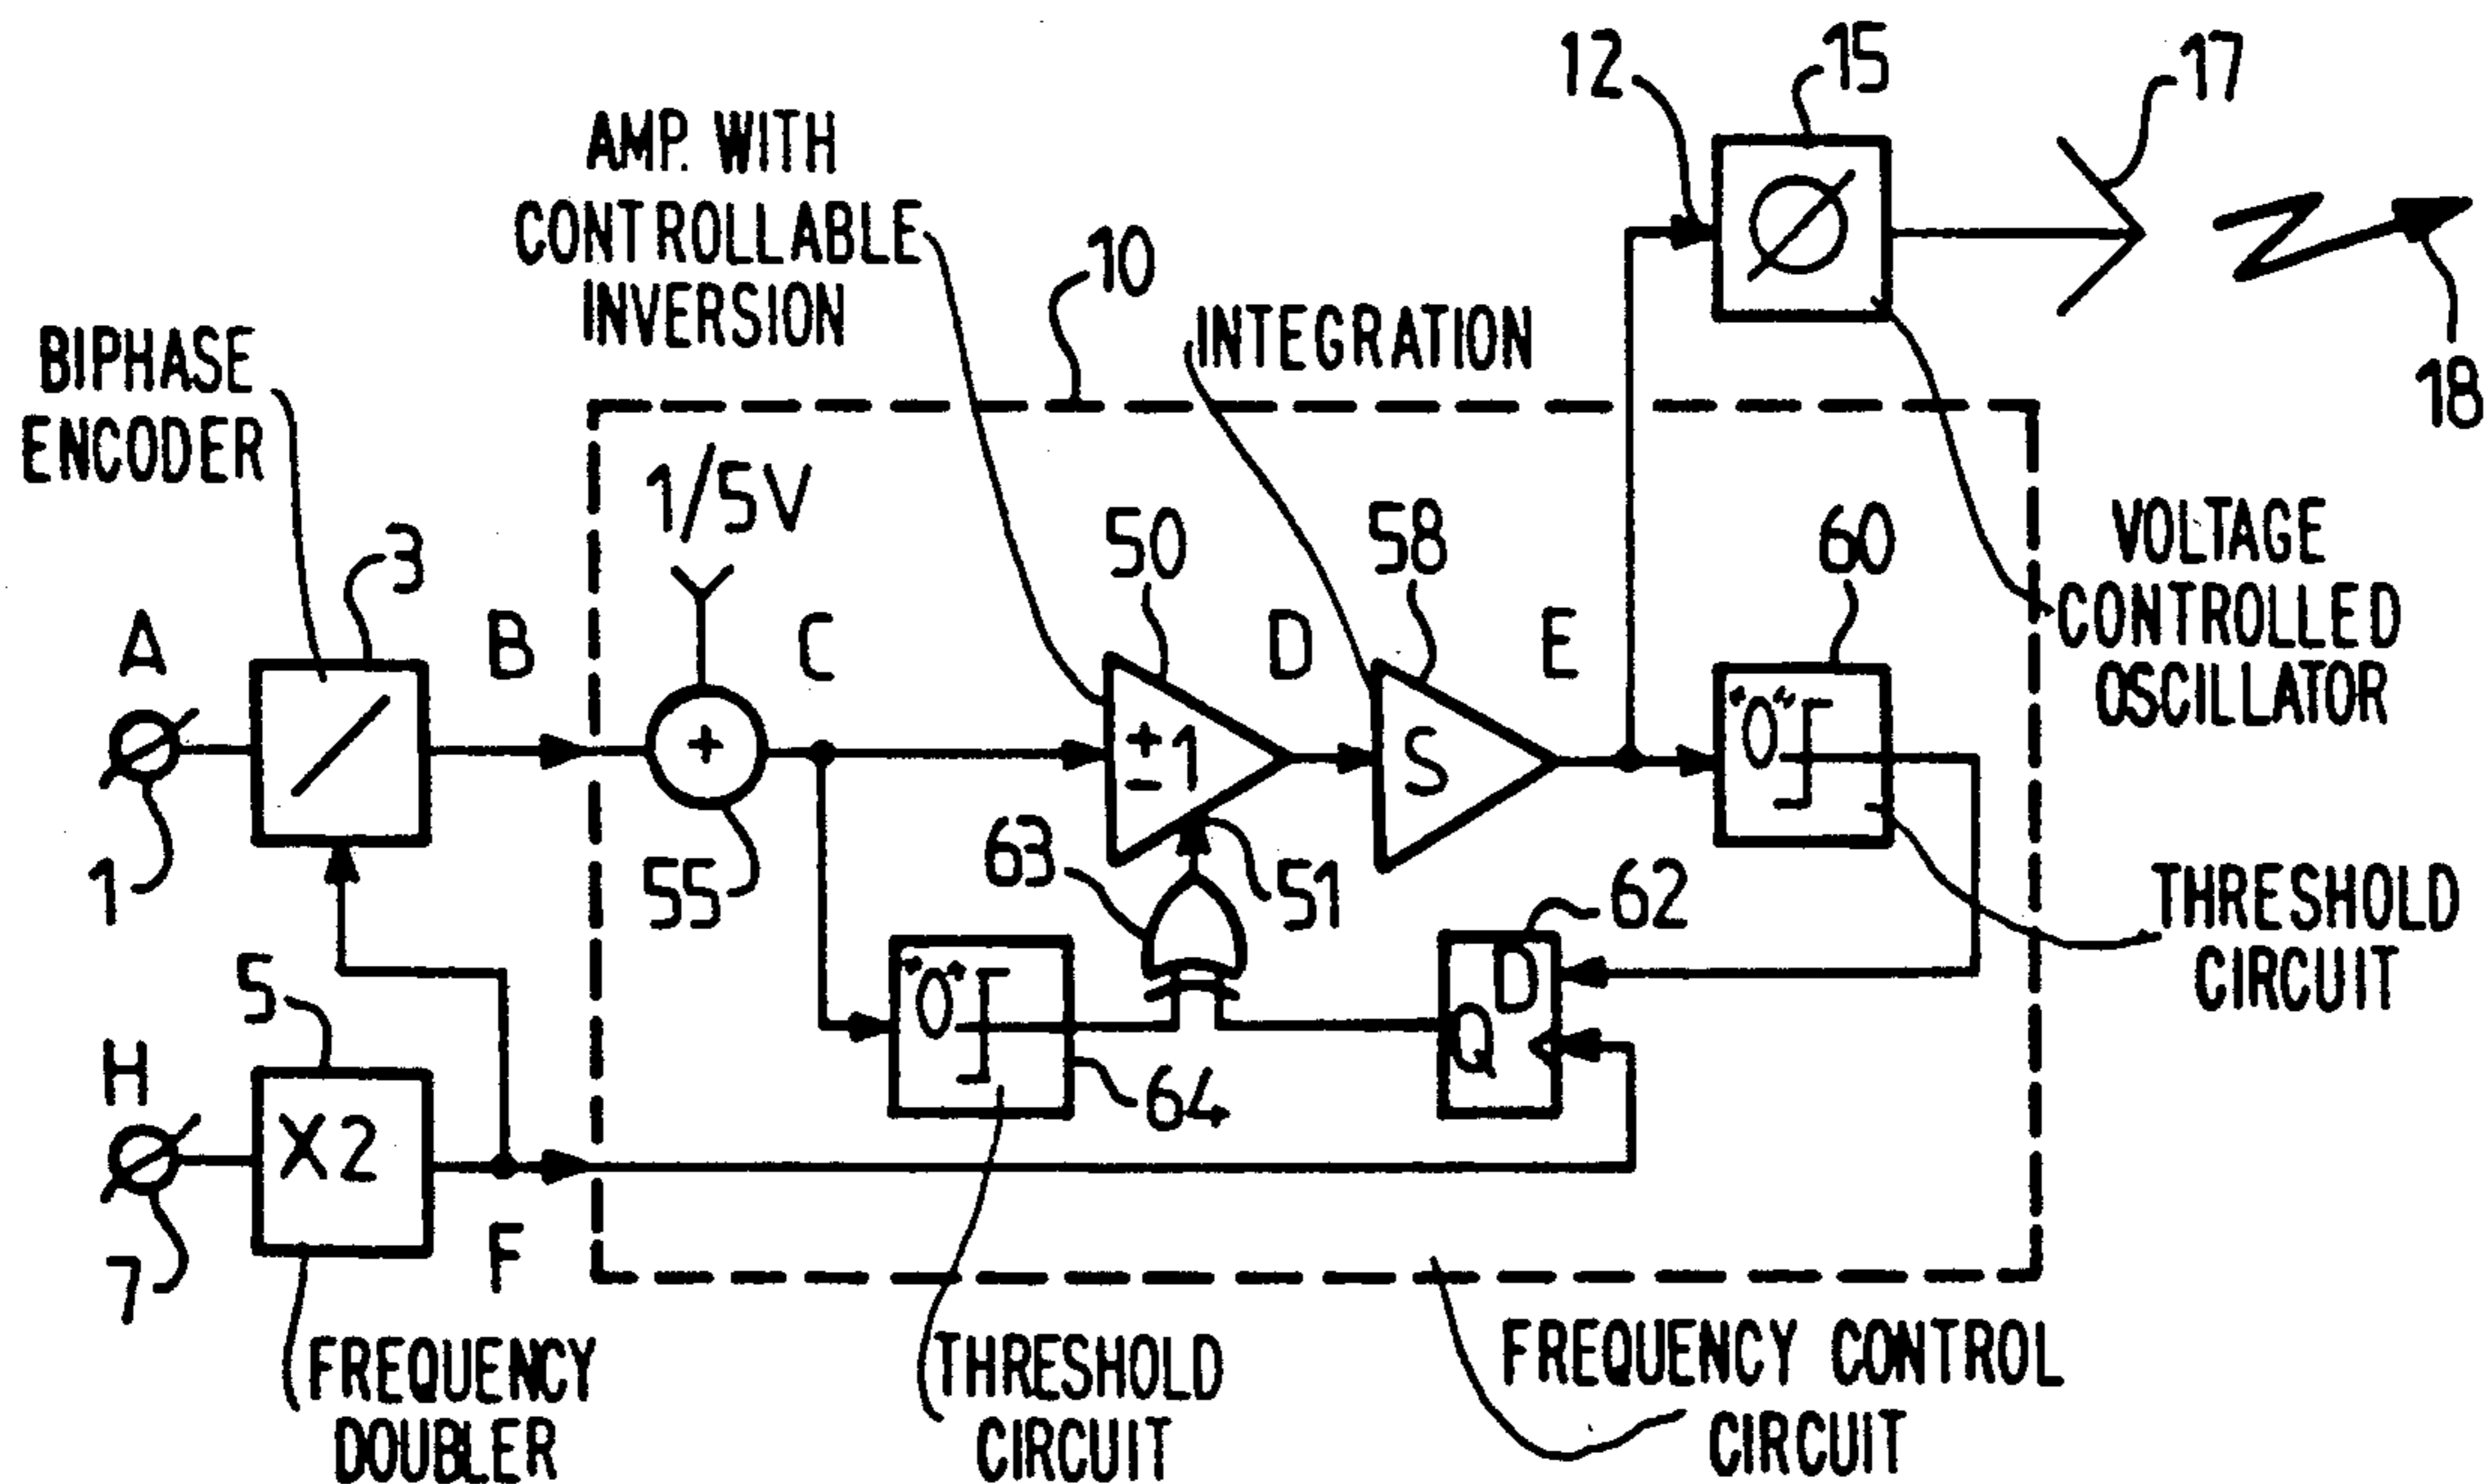 12
15
17
AMP. WITH
CONTROLLABLE
INVERSION
10
INTEGRATION
18
BIPHASE
ENCODER
1/5V
3
50
58
60
VOLTAGE
CONTROLLED
OSCILLATOR
A
B
C
D
E
+
+
- 1
S
"0"
1
55
63
51
62
THRESHOLD
CIRCUIT
5
"0"
D
Q
H
X2
64
7
F
FREQUENCY
DOUBLER
THRESHOLD
CIRCUIT
FREQUENCY CONTROL
CIRCUIT